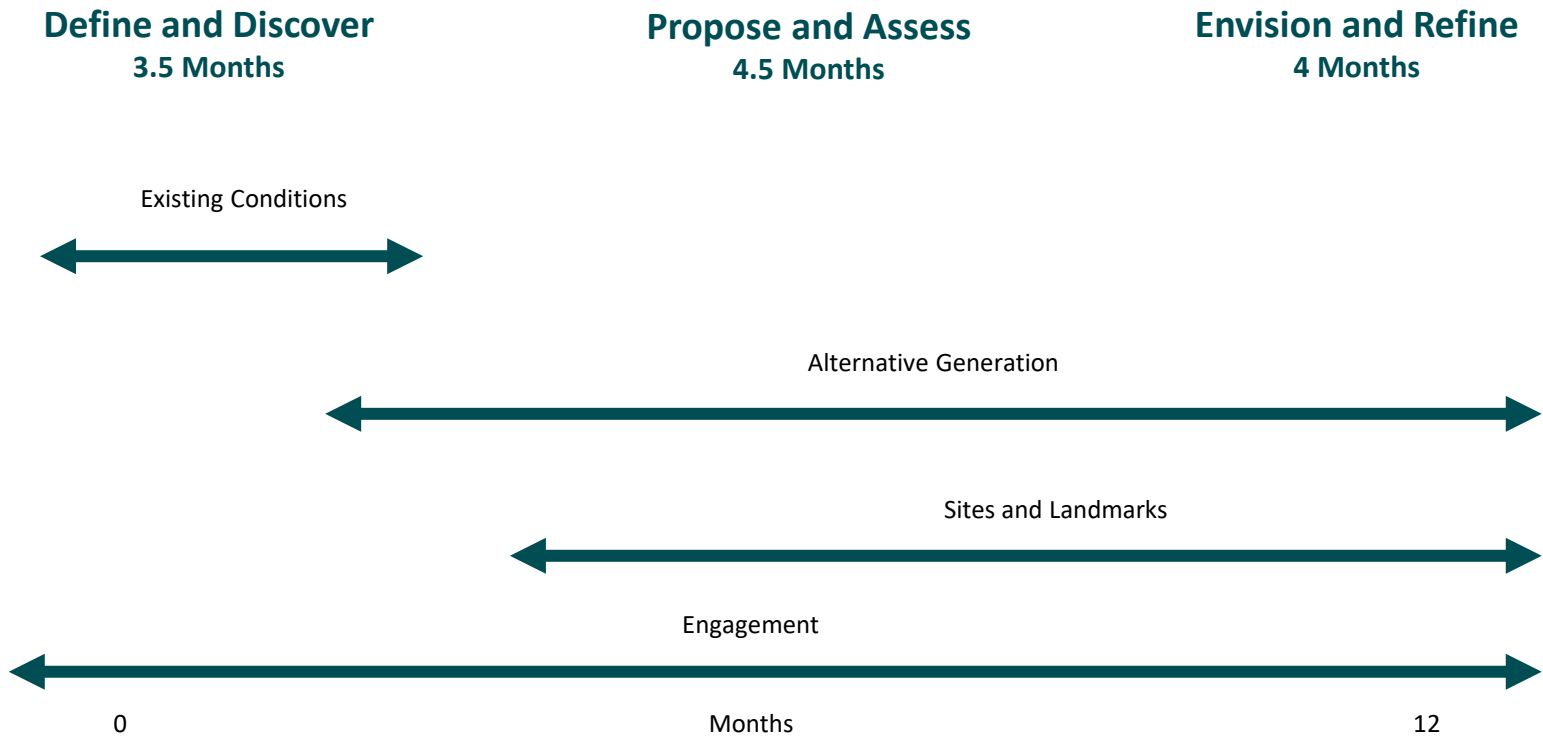 Define and Discover
3.5 Months
Propose and Assess
4.5 Months
Envision and Refine
4 Months
Existing Conditions
Alternative Generation
Sites and Landmarks
Engagement
0
Months
12